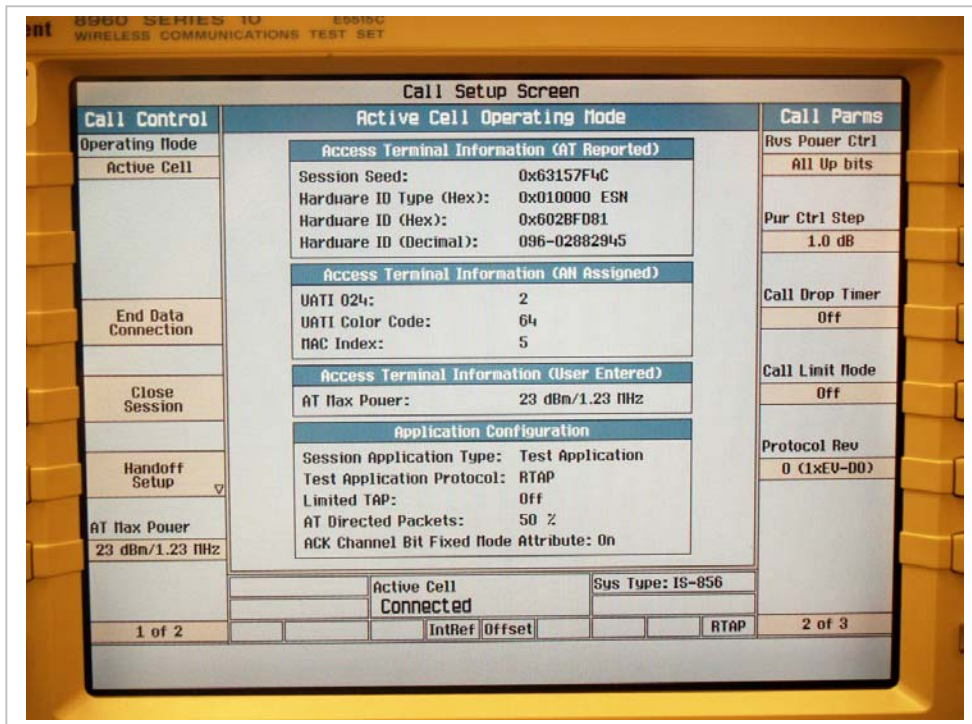 ent 8960 SERIES 10 E5515C
WIRELESS COMMUNICATIONS TEST SET
Call Setup Screen
Call Control
Operating Mode
Active Cell
End Data
Connection
Close
Session
Handoff
Setup
AT Max Power
23 dBm/1.23 MHz
1 of 2
Active Cell Operating Mode
Access Terminal Information (AT Reported)
Session Seed: 0x63157F4C
Hardware ID Type (Hex): 0x010000 ESN
Hardware ID (Hex): 0x602BFD81
Hardware ID (Decimal): 096-02882945
Access Terminal Information (AN Assigned)
UATI 024: 2
UATI Color Code: 64
MAC Index: 5
Access Terminal Information (User Entered)
AT Max Power: 23 dBm/1.23 MHz
Application Configuration
Session Application Type: Test Application
Test Application Protocol: RTAP
Limited TAP: Off
AT Directed Packets: 50 %
ACK Channel Bit Fixed Mode Attribute: On
Active Cell
Connected
Sys Type: IS-856
IntRef Offset RTAP
Call Parms
Rvs Power Ctrl
All Up bits
Pwr Ctrl Step
1.0 dB
Call Drop Timer
Off
Call Limit Mode
Off
Protocol Rev
0 (1xEV-DO)
2 of 3